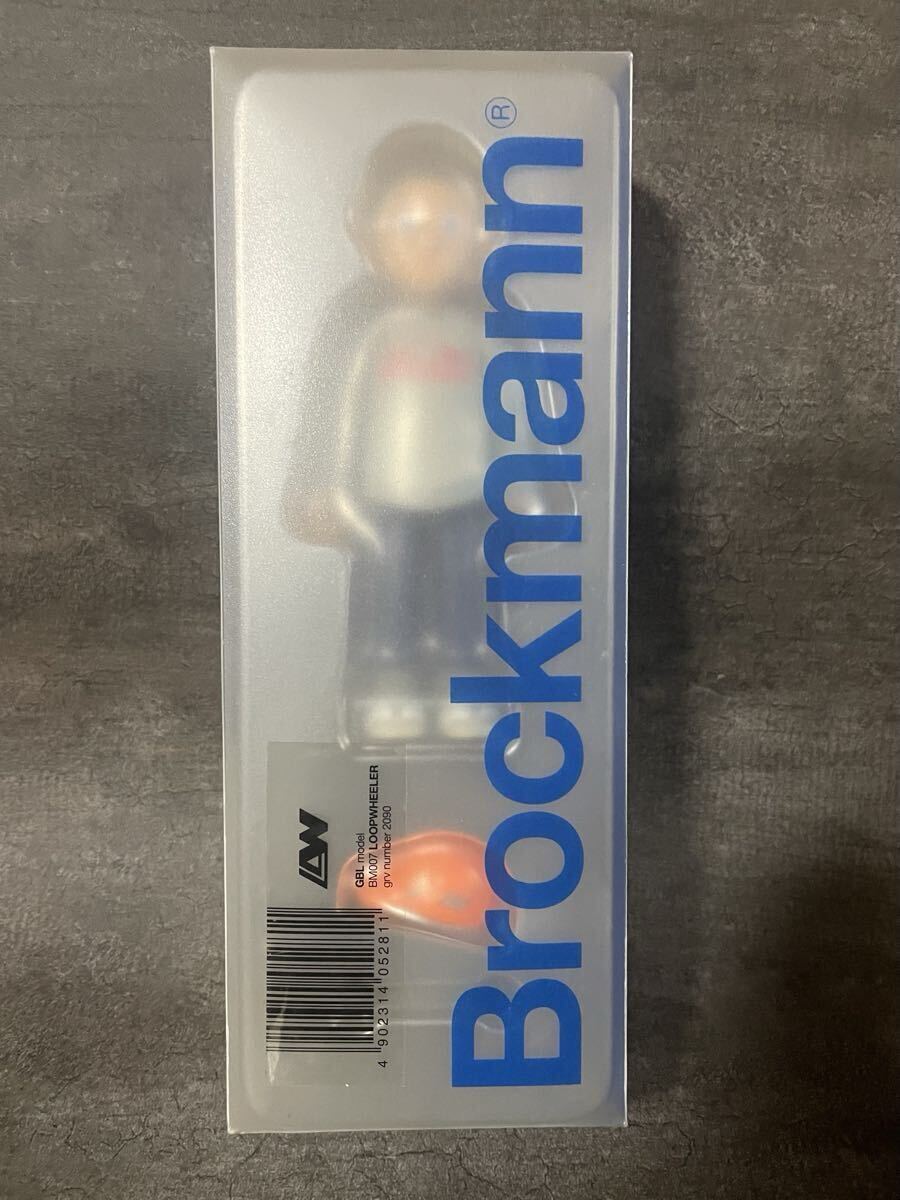 Brockmann®
LW
GBL model
BM007 LOOPWHEELER
grv number 2090
4 902314 052811